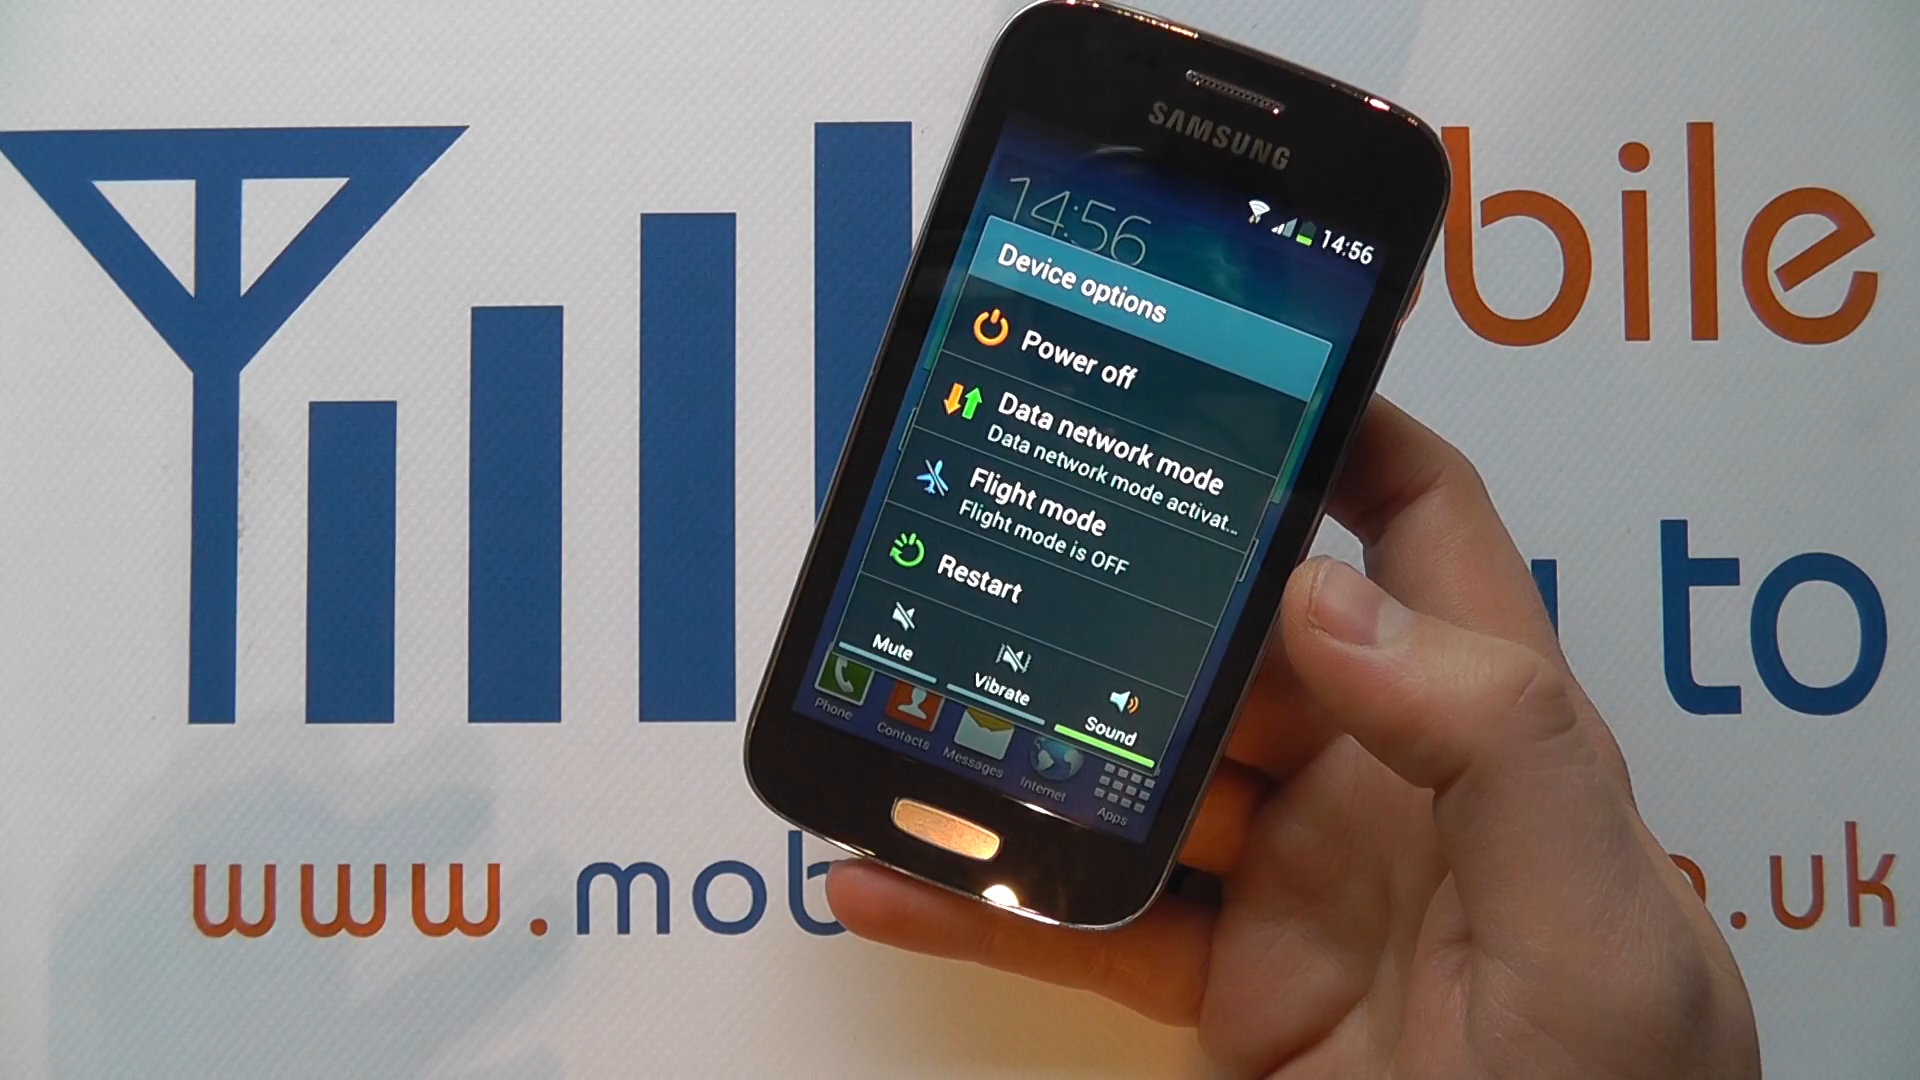 SAMSUNG
14:56
14:56
Device options
Power off
Data network mode
Data network mode activat...
Flight mode
Flight mode is OFF
Restart
Mute
Vibrate
Sound
Phone
Contacts
Messages
Internet
Apps
bile
to
www.mob
.uk